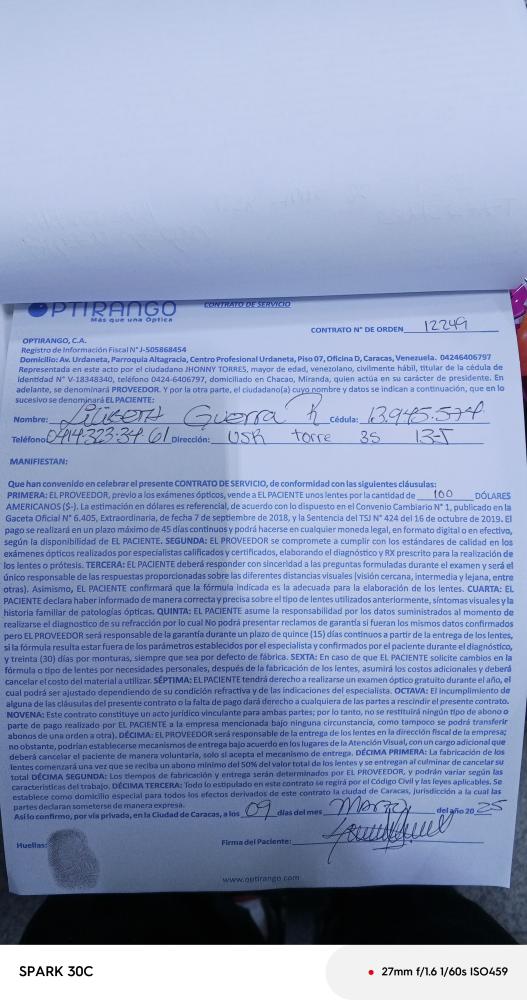 OPTIRANGO
Más que una Óptica
CONTRATO DE SERVICIO
CONTRATO N° DE ORDEN 12249
OPTIRANGO, C.A.
Registro de Información Fiscal N° J-505868454
Domicilio: Av. Urdaneta, Parroquia Altagracia, Centro Profesional Urdaneta, Piso 07, Oficina D, Caracas, Venezuela. 04246406797
Representada en este acto por el ciudadano JHONNY TORRES, mayor de edad, venezolano, civilmente hábil, titular de la cédula de
identidad N° V-18348340, teléfono 0424-6406797, domiciliado en Chacao, Miranda, quien actúa en su carácter de presidente. En
adelante, se denominará PROVEEDOR. Y por la otra parte, el ciudadano(a) cuyo nombre y datos se indican a continuación, que en lo
sucesivo se denominará EL PACIENTE:
Nombre: Guerra R Cédula: 13.945.574
Teléfono: 0414-323-34 61 Dirección: USR torre 3S 13-T
MANIFIESTAN:
Que han convenido en celebrar el presente CONTRATO DE SERVICIO, de conformidad con las siguientes cláusulas:
PRIMERA: EL PROVEEDOR, previo a los exámenes ópticos, vende a EL PACIENTE unos lentes por la cantidad de 100 DÓLARES
AMERICANOS ($-). La estimación en dólares es referencial, de acuerdo con lo dispuesto en el Convenio Cambiario N° 1, publicado en la
Gaceta Oficial N° 6.405, Extraordinaria, de fecha 7 de septiembre de 2018, y la Sentencia del TSJ N° 424 del 16 de octubre de 2019. El
pago se realizará en un plazo máximo de 45 días continuos y podrá hacerse en cualquier moneda legal, en formato digital o en efectivo,
según la disponibilidad de EL PACIENTE. SEGUNDA: EL PROVEEDOR se compromete a cumplir con los estándares de calidad en los
exámenes ópticos realizados por especialistas calificados y certificados, elaborando el diagnóstico y RX prescrito para la realización de
los lentes o prótesis. TERCERA: EL PACIENTE deberá responder con sinceridad a las preguntas formuladas durante el examen y será el
único responsable de las respuestas proporcionadas sobre las diferentes distancias visuales (visión cercana, intermedia y lejana, entre
otras). Asimismo, EL PACIENTE confirmará que la fórmula indicada es la adecuada para la elaboración de los lentes. CUARTA: EL
PACIENTE declara haber informado de manera correcta y precisa sobre el tipo de lentes utilizados anteriormente, síntomas visuales y la
historia familiar de patologías ópticas. QUINTA: EL PACIENTE asume la responsabilidad por los datos suministrados al momento de
realizarse el diagnostico de su refracción por lo cual No podrá presentar reclamos de garantía si fueran los mismos datos confirmados
pero EL PROVEEDOR será responsable de la garantía durante un plazo de quince (15) días continuos a partir de la entrega de los lentes,
si la fórmula resulta estar fuera de los parámetros establecidos por el especialista y confirmados por el paciente durante el diagnóstico,
y treinta (30) días por monturas, siempre que sea por defecto de fábrica. SEXTA: En caso de que EL PACIENTE solicite cambios en la
fórmula o tipo de lentes por necesidades personales, después de la fabricación de los lentes, asumirá los costos adicionales y deberá
cancelar el costo del material a utilizar. SÉPTIMA: EL PACIENTE tendrá derecho a realizarse un examen óptico gratuito durante el año, el
cual podrá ser ajustado dependiendo de su condición refractiva y de las indicaciones del especialista. OCTAVA: El incumplimiento de
alguna de las cláusulas del presente contrato o la falta de pago dará derecho a cualquiera de las partes a rescindir el presente contrato.
NOVENA: Este contrato constituye un acto jurídico vinculante para ambas partes; por lo tanto, no se restituirá ningún tipo de abono o
parte de pago realizado por EL PACIENTE a la empresa mencionada bajo ninguna circunstancia, como tampoco se podrá transferir
abonos de una orden a otra). DÉCIMA: EL PROVEEDOR será responsable de la entrega de los lentes en la dirección fiscal de la empresa;
no obstante, podrían establecerse mecanismos de entrega bajo acuerdo en los lugares de la Atención Visual, con un cargo adicional que
deberá cancelar el paciente de manera voluntaria, solo si acepta el mecanismo de entrega. DÉCIMA PRIMERA: La fabricación de los
lentes comenzará una vez que se reciba un abono mínimo del 50% del valor total de los lentes y se entregan al culminar de cancelar su
total DÉCIMA SEGUNDA: Los tiempos de fabricación y entrega serán determinados por EL PROVEEDOR, y podrán variar según las
características del trabajo. DÉCIMA TERCERA: Todo lo estipulado en este contrato se regirá por el Código Civil y las leyes aplicables. Se
establece como domicilio especial para todos los efectos derivados de este contrato la ciudad de Caracas, jurisdicción a la cual las
partes declaran someterse de manera expresa.
Así lo confirmo, por vía privada, en la Ciudad de Caracas, a los 09 días del mes Marzo del año 20 25
Huellas:
Firma del Paciente:
www.optirango.com
SPARK 30C
27mm f/1.6 1/60s ISO459